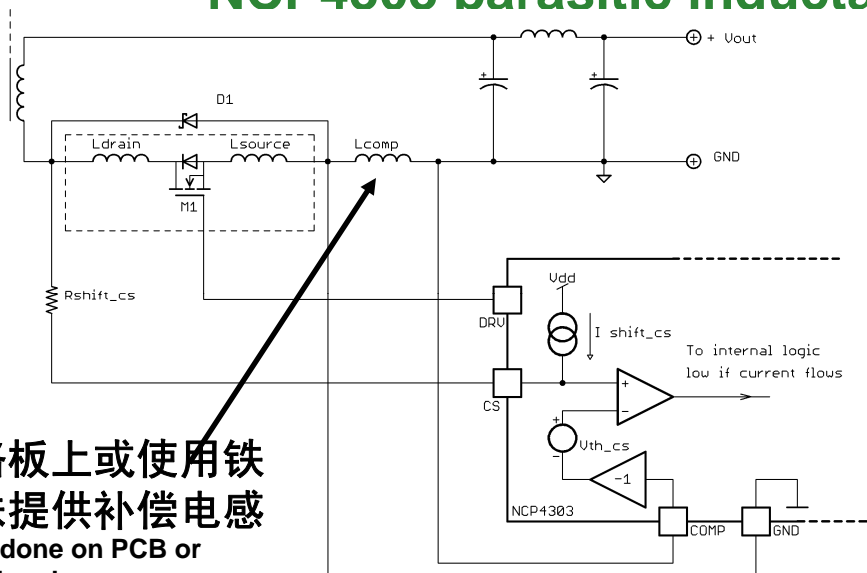 NCP4303 parasitic inducta
+ Vout
D1
Ldrain
Lsource
Lcomp
GND
M1
Rshift_cs
Vdd
DRV
I shift_cs
To internal logic
low if current flows
CS
+
−
+
Vth_cs
−
−1
NCP4303
COMP
GND
板上或使用铁
提供补偿电感
done on PCB or